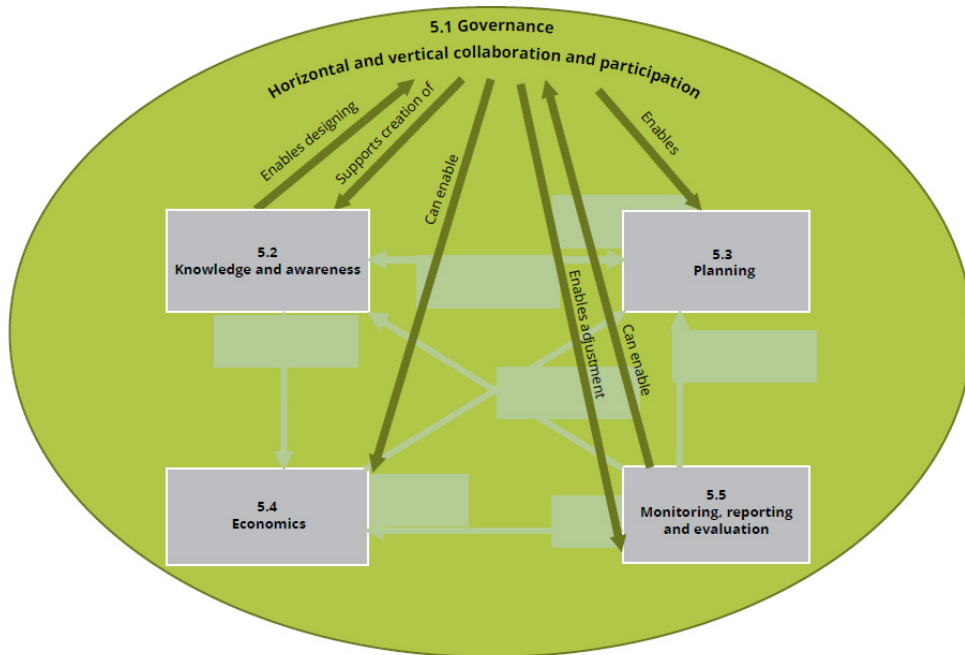 5.1 Governance
Horizontal and vertical collaboration and participation
Enables designing
Supports creation of
Can enable
Enables adjustment
Can enable
Enables
5.2
Knowledge and awareness
5.3
Planning
5.4
Economics
5.5
Monitoring, reporting
and evaluation